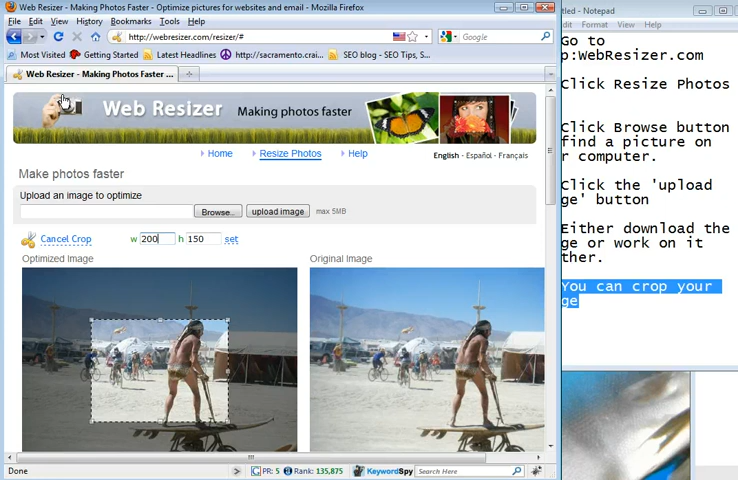 Web Resizer - Making Photos Faster - Optimize pictures for websites and email - Mozilla Firefox
File Edit View History Bookmarks Tools Help
http://webresizer.com/resizer/#
Google
Most Visited Getting Started Latest Headlines http://sacramento.crai... SEO blog - SEO Tips, ...
Web Resizer - Making Photos Faster ...
Web Resizer Making photos faster
Home Resize Photos Help English - Español - Français
Make photos faster
Upload an image to optimize
Browse... upload image max 5MB
Cancel Crop w 200 h 150 set
Optimized Image Original Image
Done PR: 5 Rank: 135,875 KeywordSpy Search Here
tled - Notepad
dit Format View Help
Go to
p:WebResizer.com
Click Resize Photos
Click Browse button
find a picture on
r computer.
Click the 'upload
ge' button
Either download the
ge or work on it
ther.
You can crop your
ge